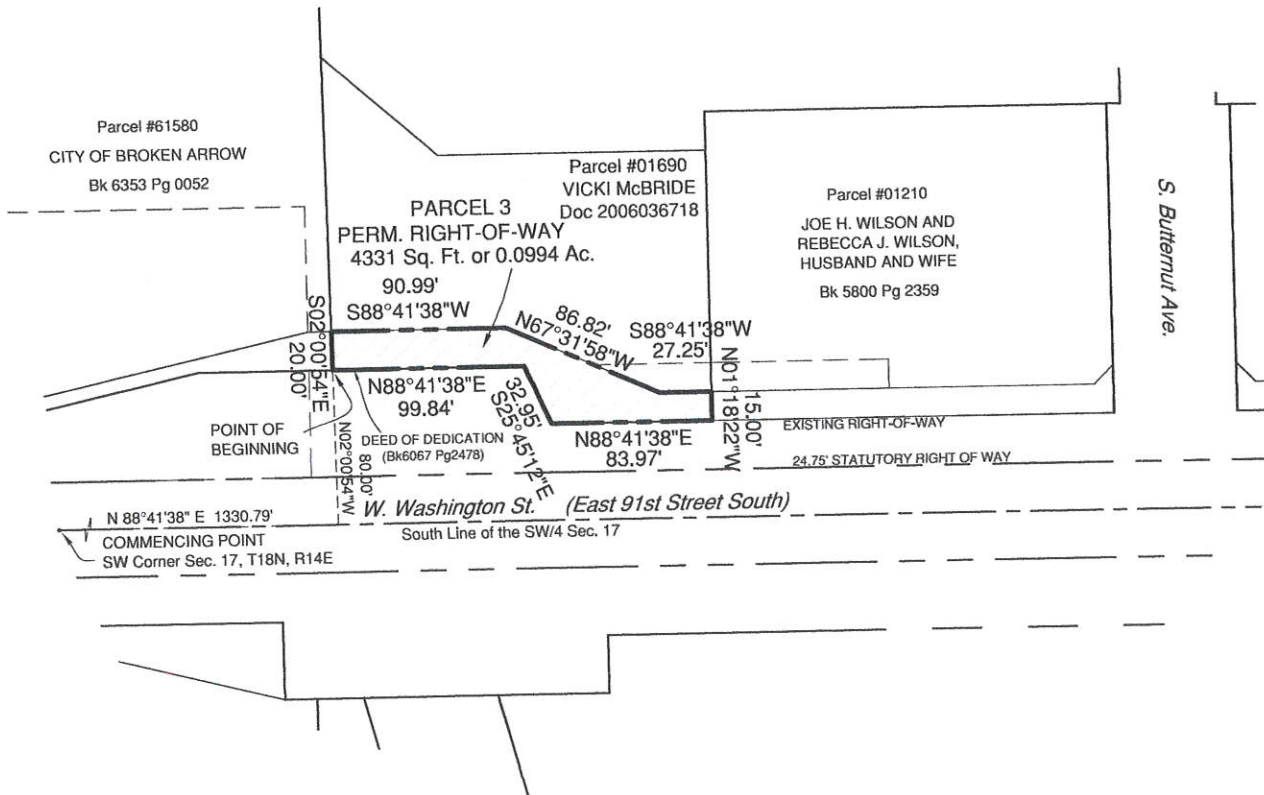 Parcel #61580
CITY OF BROKEN ARROW
Bk 6353 Pg 0052
Parcel #01690
VICKI McBRIDE
Doc 2006036718
PARCEL 3
PERM. RIGHT-OF-WAY
4331 Sq. Ft. or 0.0994 Ac.
Parcel #01210
JOE H. WILSON AND
REBECCA J. WILSON,
HUSBAND AND WIFE
Bk 5800 Pg 2359
S. Butternut Ave.
90.99'
S88°41'38"W
86.82'
N67°31'58"W
S88°41'38"W
27.25'
S02°00'54"E
20.00'
N88°41'38"E
99.84'
32.95'
S25°45'12"E
N88°41'38"E
83.97'
15.00'
N01°18'22"W
POINT OF
BEGINNING
N02°00'54"W
80.00'
DEED OF DEDICATION
(Bk6067 Pg2478)
EXISTING RIGHT-OF-WAY
24.75' STATUTORY RIGHT OF WAY
W. Washington St. (East 91st Street South)
N 88°41'38" E 1330.79'
COMMENCING POINT
SW Corner Sec. 17, T18N, R14E
South Line of the SW/4 Sec. 17